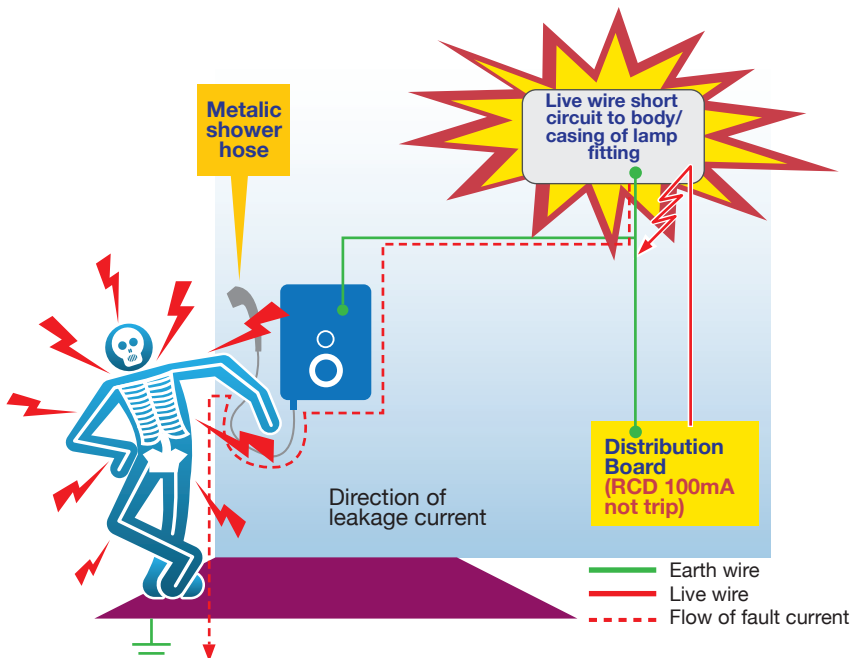 Metalic
shower
hose
Live wire short
circuit to body/
casing of lamp
fitting
Distribution
Board
(RCD 100mA
not trip)
Direction of
leakage current
Earth wire
Live wire
Flow of fault current